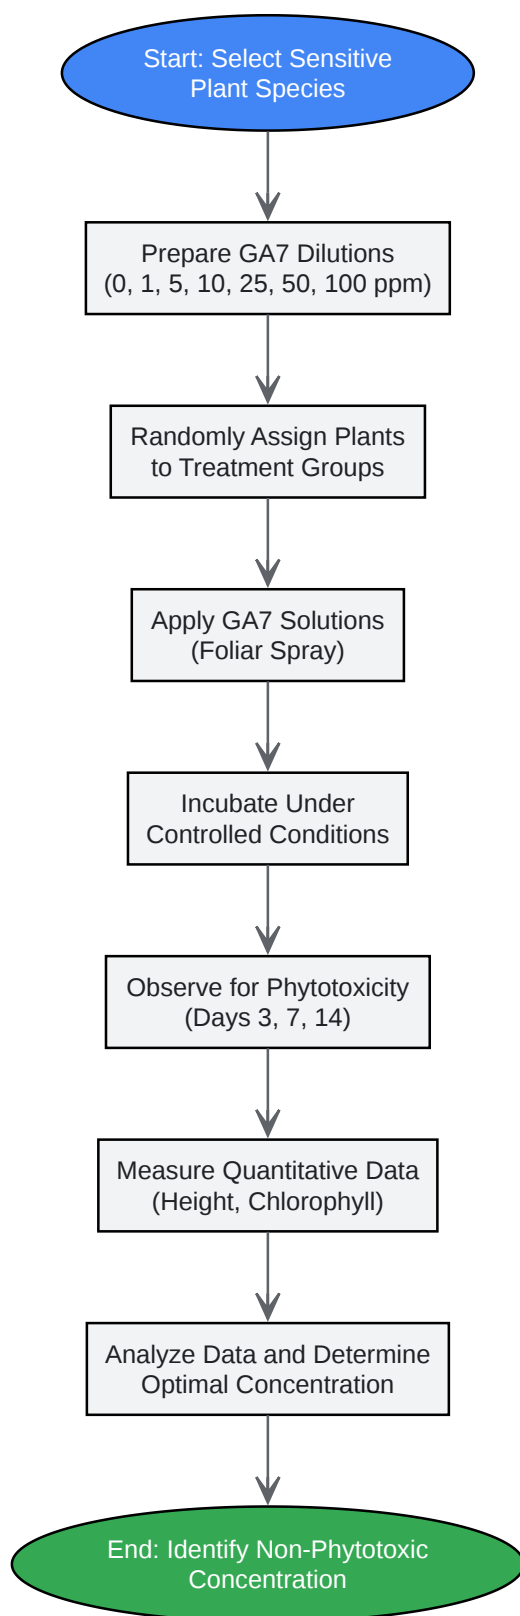 Start: Select Sensitive
Plant Species
Prepare GA7 Dilutions
(0, 1, 5, 10, 25, 50, 100 ppm)
Randomly Assign Plants
to Treatment Groups
Apply GA7 Solutions
(Foliar Spray)
Incubate Under
Controlled Conditions
Observe for Phytotoxicity
(Days 3, 7, 14)
Measure Quantitative Data
(Height, Chlorophyll)
Analyze Data and Determine
Optimal Concentration
End: Identify Non-Phytotoxic
Concentration